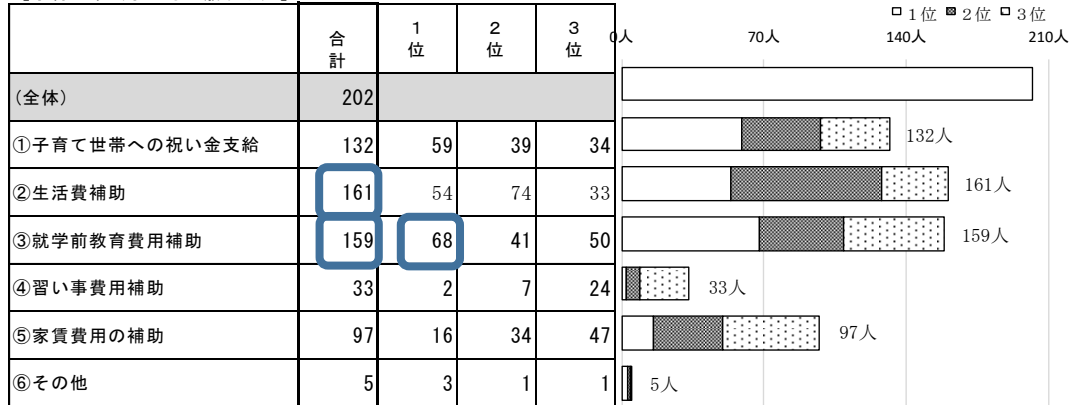 □1位 ■2位 □3位
合計 1位 2位 3位 0人 70人 140人 210人
(全体) 202
①子育て世帯への祝い金支給 132 59 39 34 132人
②生活費補助 161 54 74 33 161人
③就学前教育費用補助 159 68 41 50 159人
④習い事費用補助 33 2 7 24 33人
⑤家賃費用の補助 97 16 34 47 97人
⑥その他 5 3 1 1 5人